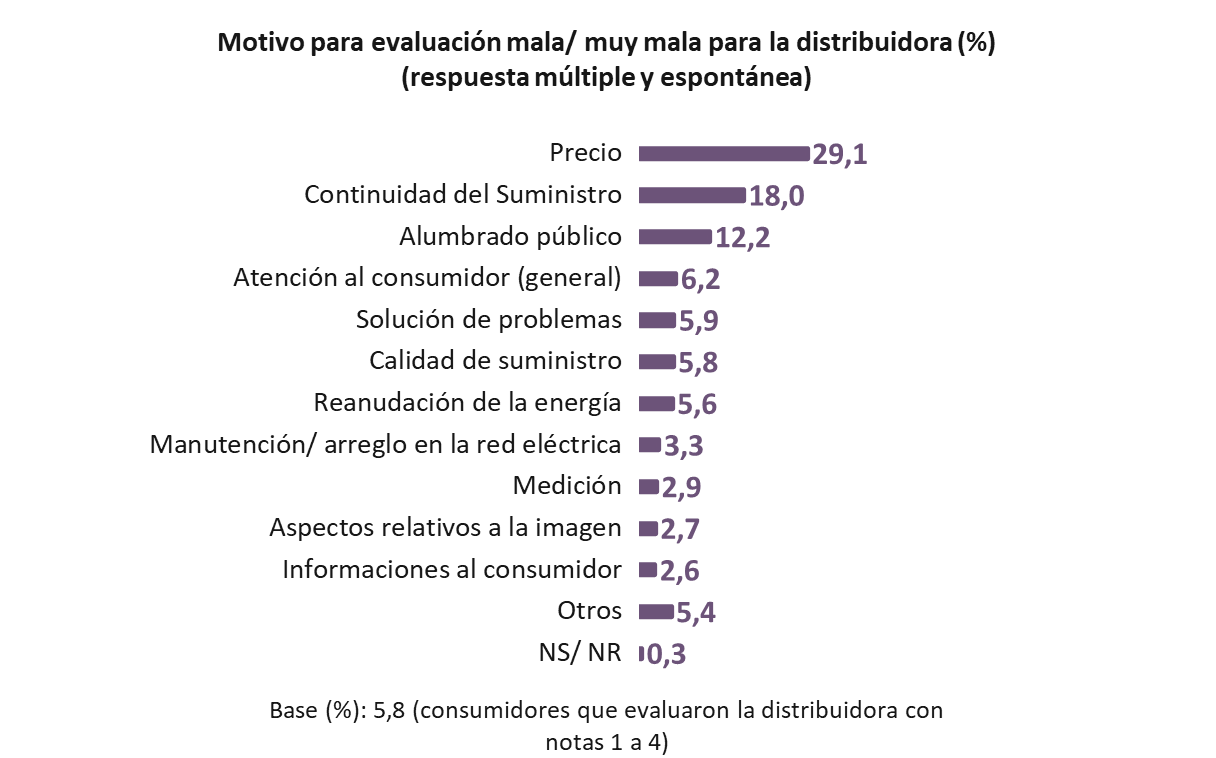 Motivo para evaluación mala/ muy mala para la distribuidora (%)
(respuesta múltiple y espontánea)
Precio 29,1
Continuidad del Suministro 18,0
Alumbrado público 12,2
Atención al consumidor (general) 6,2
Solución de problemas 5,9
Calidad de suministro 5,8
Reanudación de la energía 5,6
Manutención/ arreglo en la red eléctrica 3,3
Medición 2,9
Aspectos relativos a la imagen 2,7
Informaciones al consumidor 2,6
Otros 5,4
NS/ NR 0,3
Base (%): 5,8 (consumidores que evaluaron la distribuidora con
notas 1 a 4)